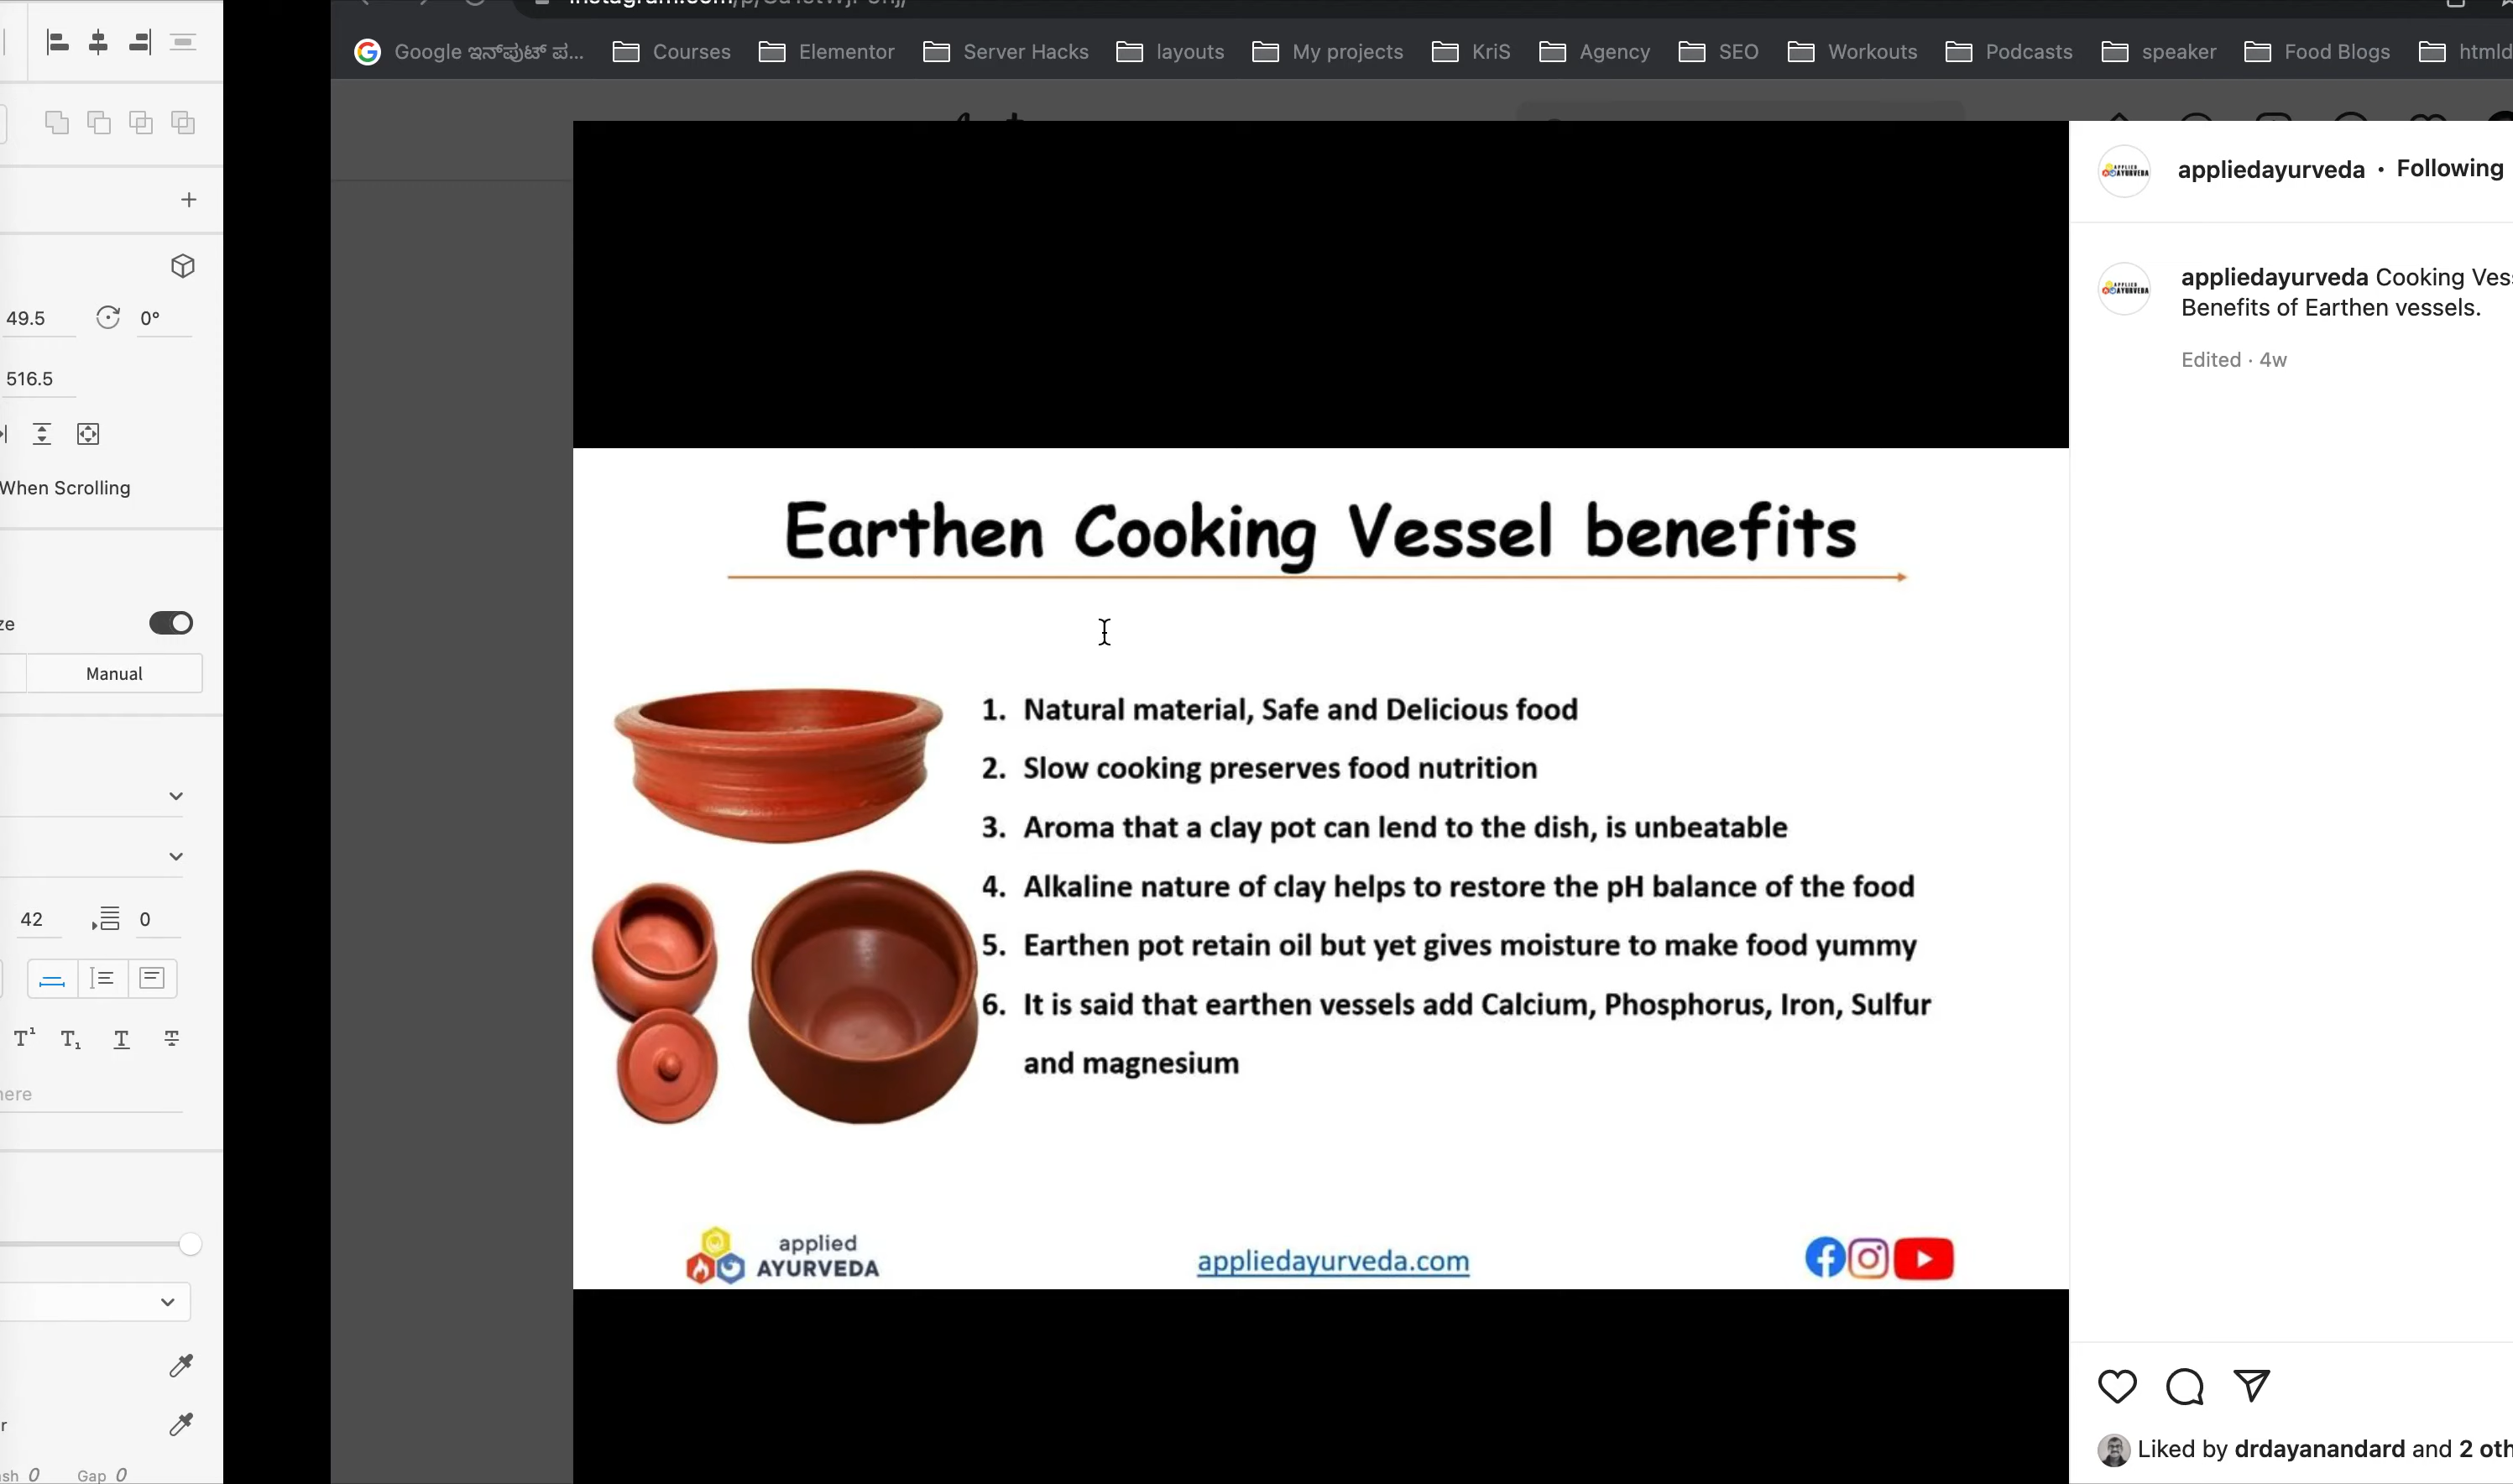 Google ಇನ್‌ಪುಟ್ ಪ...
Courses
Elementor
Server Hacks
layouts
My projects
KriS
Agency
SEO
Workouts
Podcasts
speaker
Food Blogs
49.5
0°
516.5
When Scrolling
Manual
42
0
T¹
T₁
T
Gap 0
Earthen Cooking Vessel benefits
1. Natural material, Safe and Delicious food
2. Slow cooking preserves food nutrition
3. Aroma that a clay pot can lend to the dish, is unbeatable
4. Alkaline nature of clay helps to restore the pH balance of the food
5. Earthen pot retain oil but yet gives moisture to make food yummy
6. It is said that earthen vessels add Calcium, Phosphorus, Iron, Sulfur
and magnesium
applied
AYURVEDA
appliedayurveda.com
APPLIED
AYURVEDA
appliedayurveda • Following
APPLIED
AYURVEDA
appliedayurveda Cooking
Benefits of Earthen vessels.
Edited · 4w
Liked by drdayanandard and 2